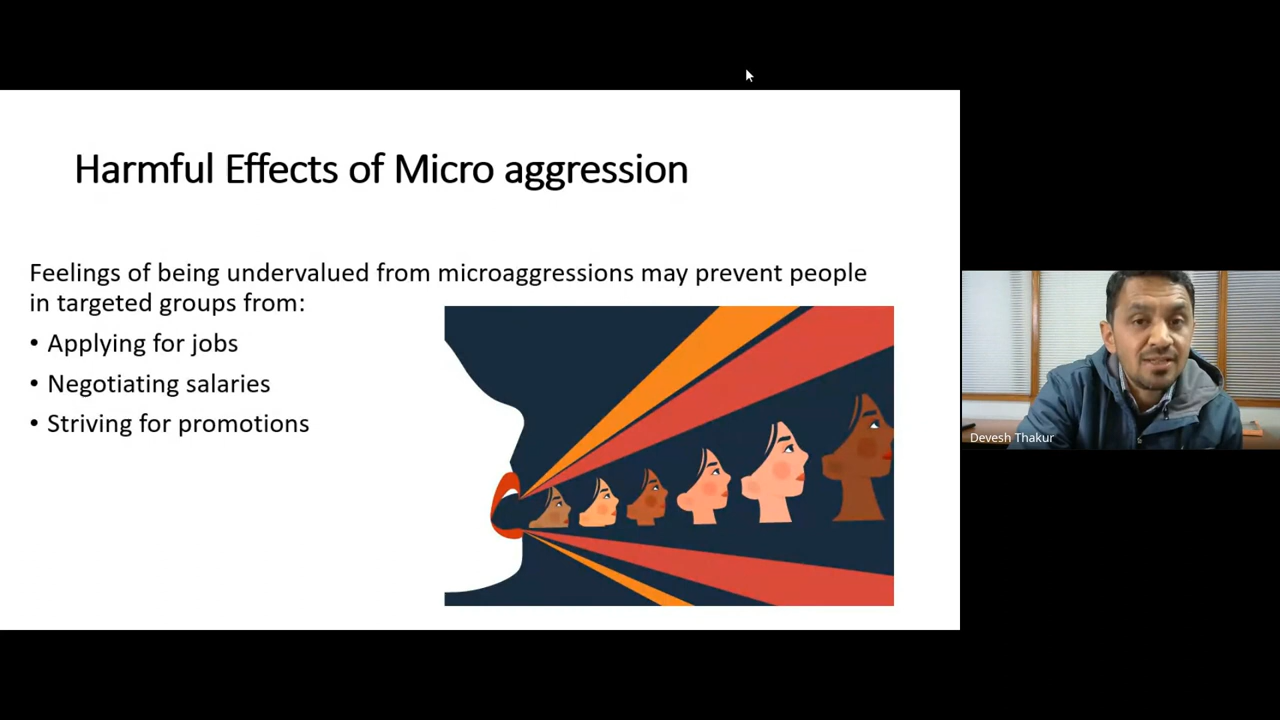 Harmful Effects of Micro aggression
Feelings of being undervalued from microaggressions may prevent people
in targeted groups from:
• Applying for jobs
• Negotiating salaries
• Striving for promotions
Devesh Thakur